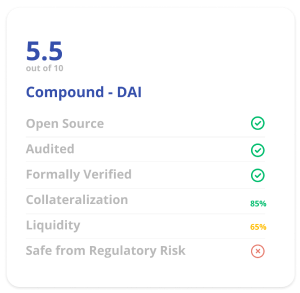 5.5
out of 10
Compound - DAI
Open Source
Audited
Formally Verified
Collateralization 85%
Liquidity 65%
Safe from Regulatory Risk